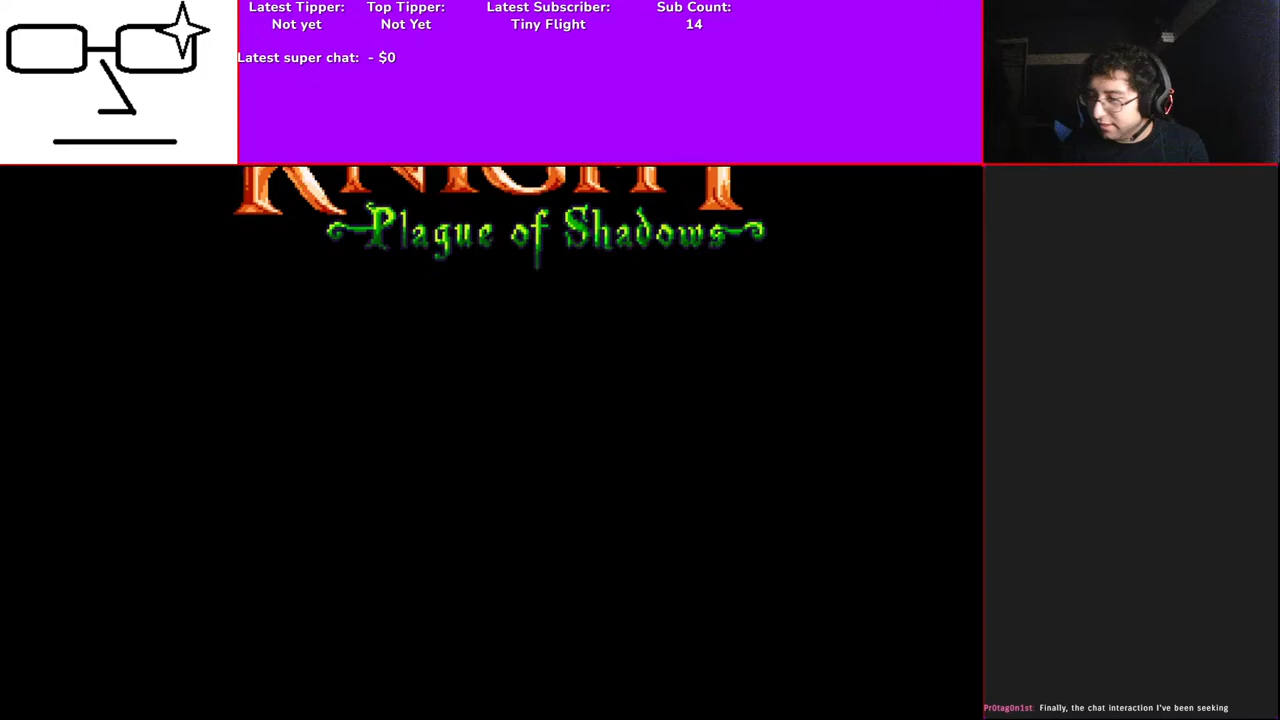 Latest Tipper:
Not yet
Top Tipper:
Not Yet
Latest Subscriber:
Tiny Flight
Sub Count:
14
Latest super chat:  - $0
KNIGHT
Plague of Shadows
Pr0tag0n1st: Finally, the chat interaction I've been seeking